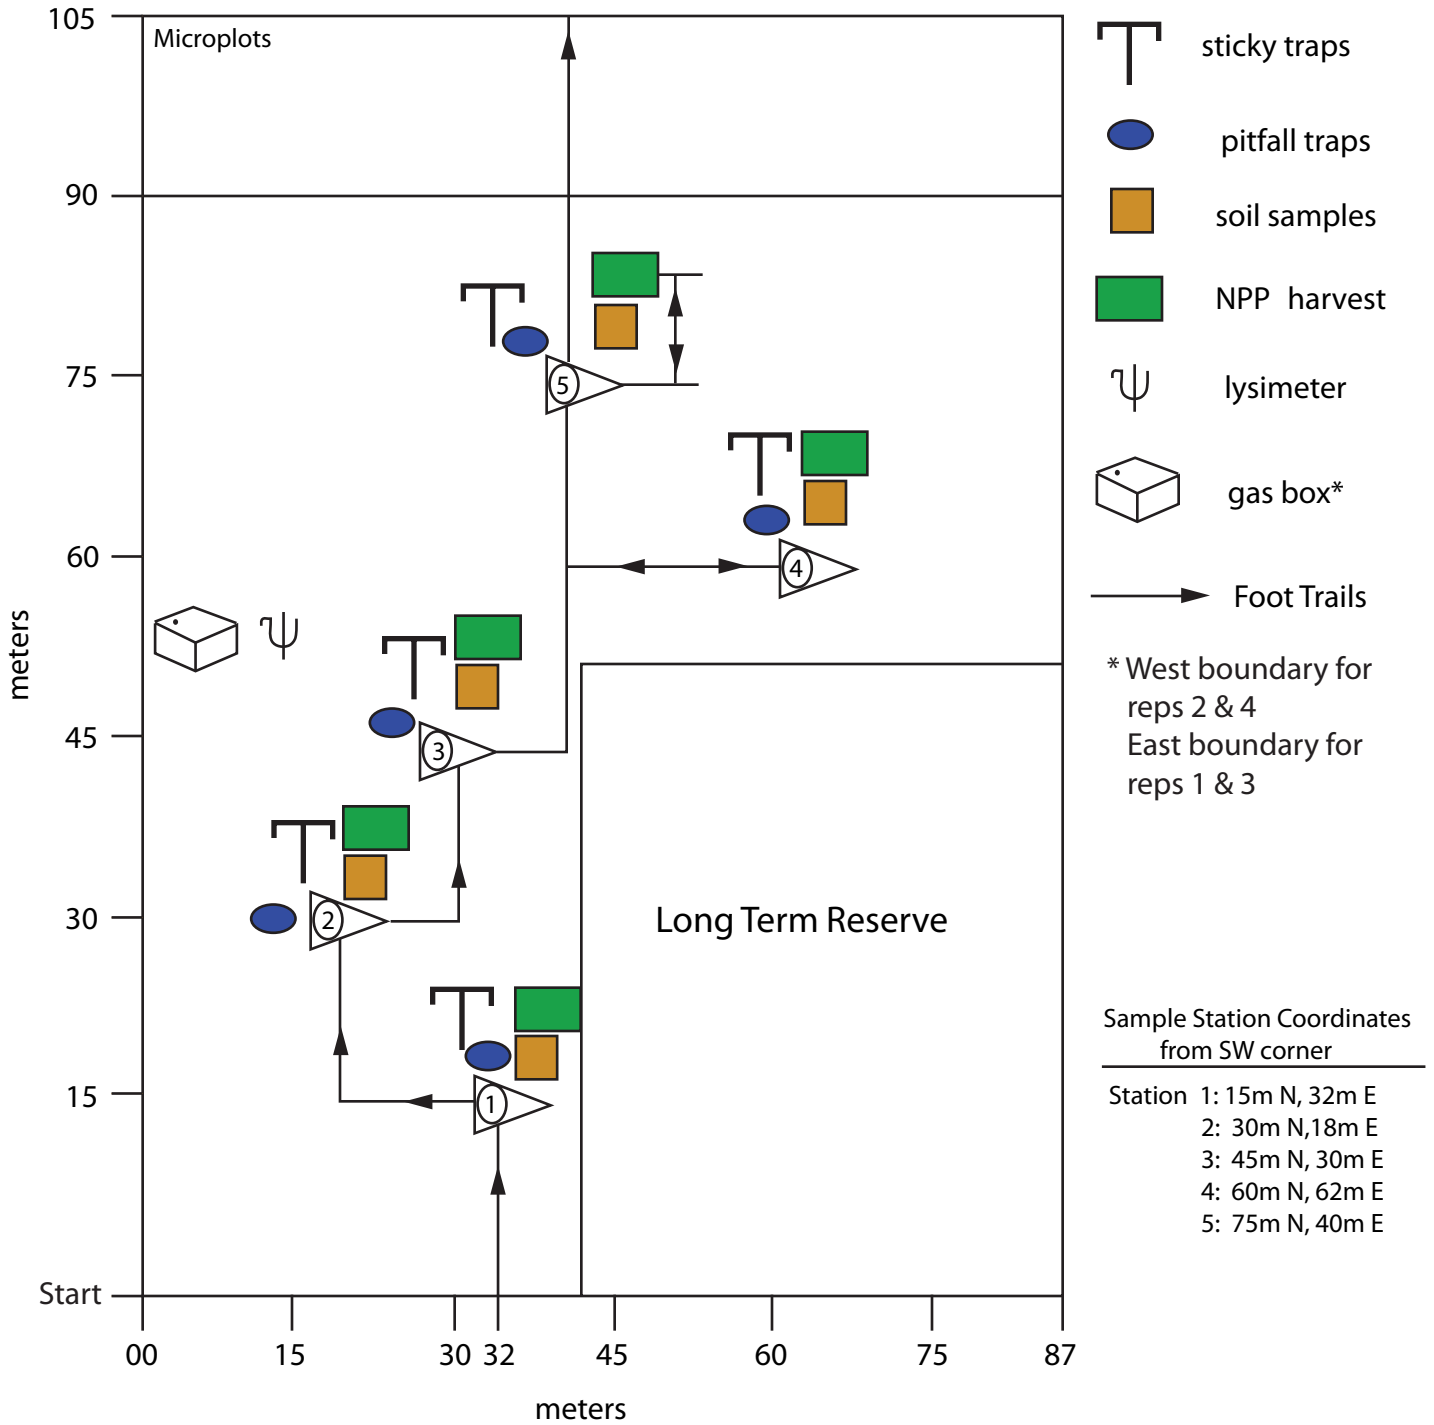 105
Microplots
90
75
60
45
30
15
Start
meters
00 15 30 32 45 60 75 87
meters
5
4
3
2
1
Long Term Reserve
sticky traps
pitfall traps
soil samples
NPP harvest
lysimeter
gas box*
Foot Trails
* West boundary for
reps 2 & 4
East boundary for
reps 1 & 3
Sample Station Coordinates
from SW corner
Station 1: 15m N, 32m E
2: 30m N,18m E
3: 45m N, 30m E
4: 60m N, 62m E
5: 75m N, 40m E